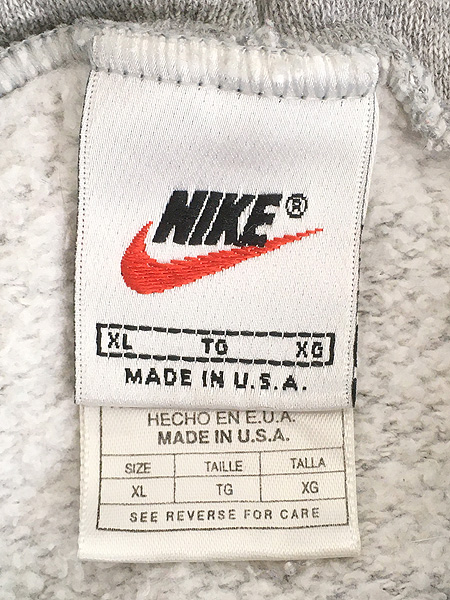 NIKE®
XL TG XG
MADE IN U.S.A.
HECHO EN E.U.A.
MADE IN U.S.A.
SIZE TAILLE TALLA
XL TG XG
SEE REVERSE FOR CARE